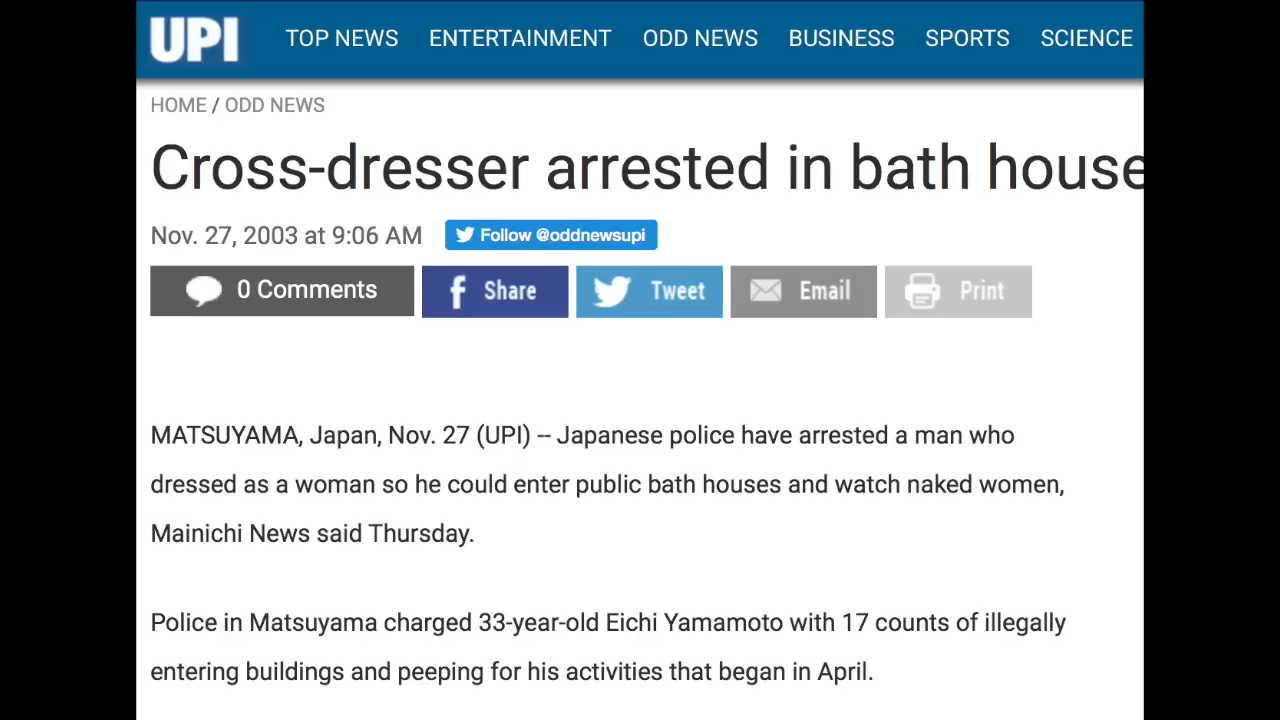 UPI TOP NEWS ENTERTAINMENT ODD NEWS BUSINESS SPORTS SCIENCE
HOME / ODD NEWS
Cross-dresser arrested in bath house
Nov. 27, 2003 at 9:06 AM Follow @oddnewsupi
0 Comments Share Tweet Email Print
MATSUYAMA, Japan, Nov. 27 (UPI) -- Japanese police have arrested a man who
dressed as a woman so he could enter public bath houses and watch naked women,
Mainichi News said Thursday.
Police in Matsuyama charged 33-year-old Eichi Yamamoto with 17 counts of illegally
entering buildings and peeping for his activities that began in April.